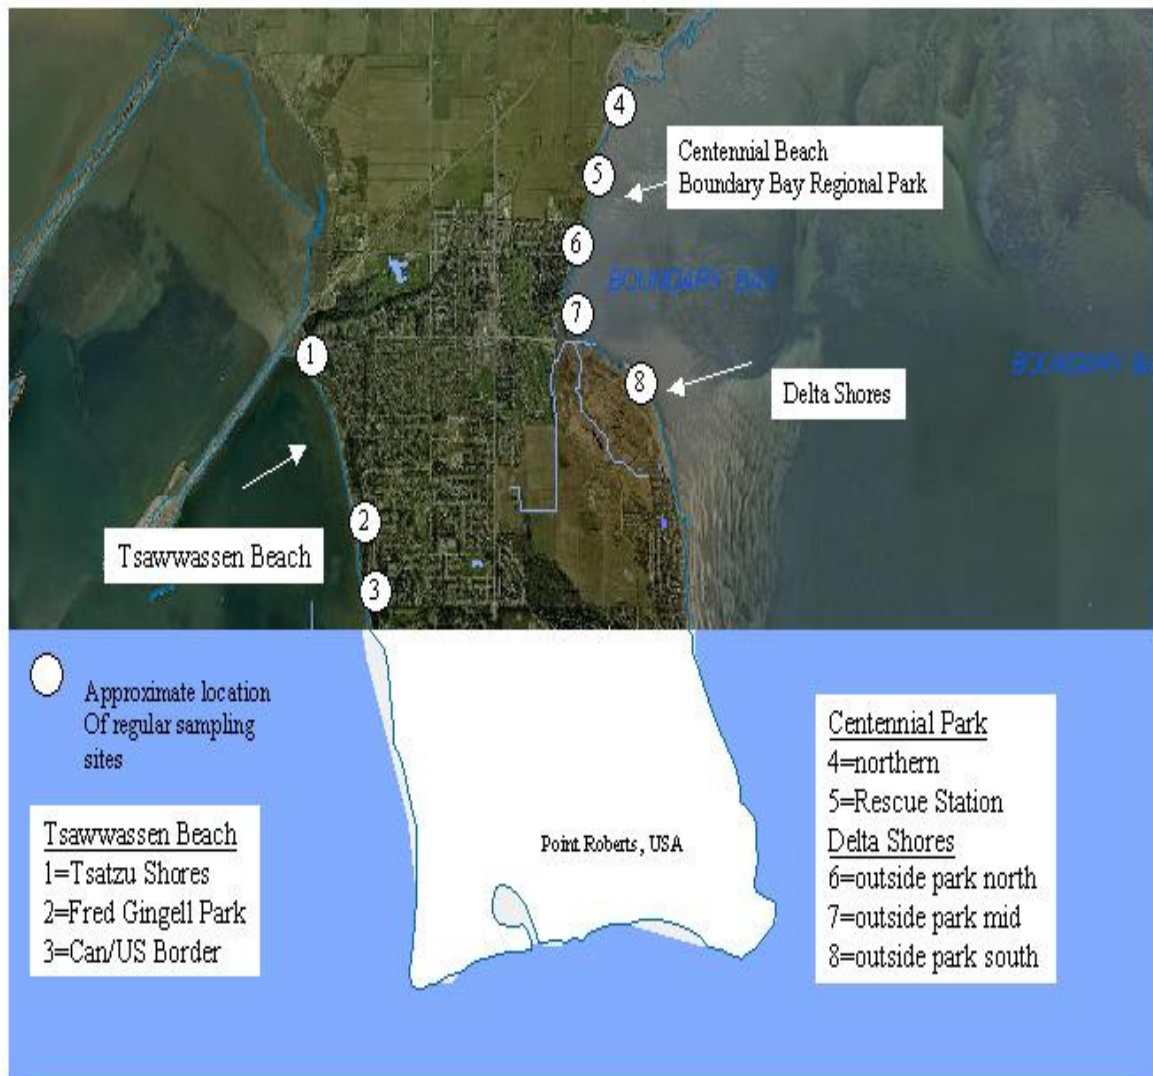 4
Centennial Beach
Boundary Bay Regional Park
5
6
BOUNDARY BAY
7
1
BOUNDARY BA
8
Delta Shores
2
Tsawwassen Beach
3
Approximate location
Of regular sampling
sites
Tsawwassen Beach
1=Tsatzu Shores
2=Fred Gingell Park
3=Can/US Border
Point Roberts, USA
Centennial Park
4=northern
5=Rescue Station
Delta Shores
6=outside park north
7=outside park mid
8=outside park south